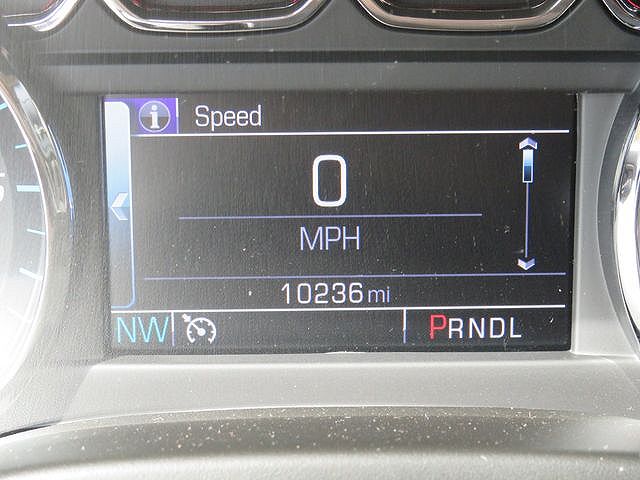 i Speed
0
MPH
10236 mi
NW PRNDL